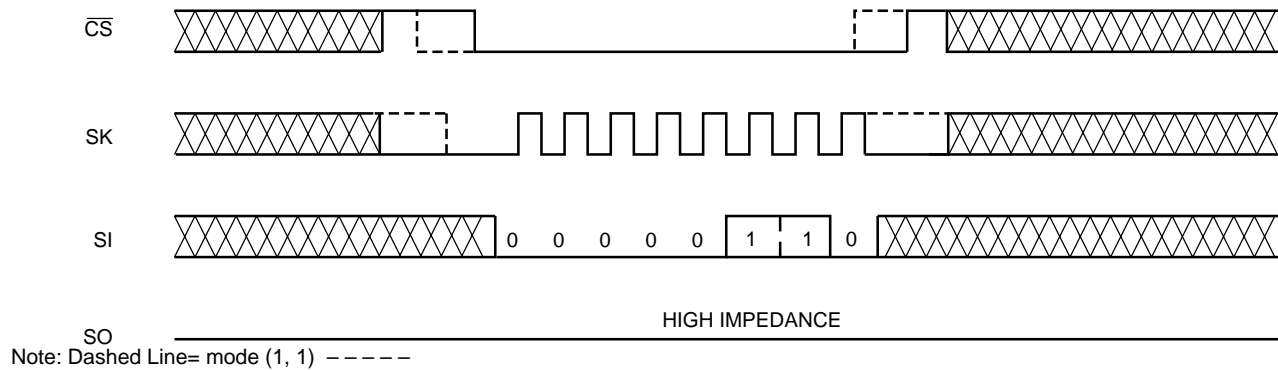 C̅S̅
SK
SI
0 0 0 0 0 1 1 0
HIGH IMPEDANCE
SO
Note: Dashed Line= mode (1, 1) – – – – –